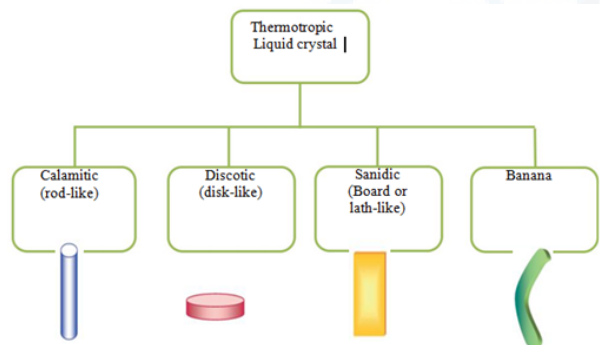 Thermotropic
Liquid crystal
Calamitic
(rod-like)
Discotic
(disk-like)
Sanidic
(Board or
lath-like)
Banana